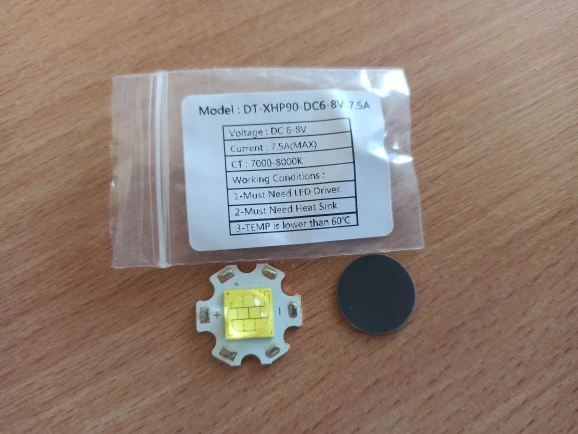 Model : DT-XHP90-DC6-8V 7.5A
Voltage : DC 6-8V
Current : 7.5A(MAX)
CT : 7000-8000K
Working Conditions :
1-Must Need LED Driver.
2-Must Need Heat Sink
3-TEMP is lower than 60℃
+ -